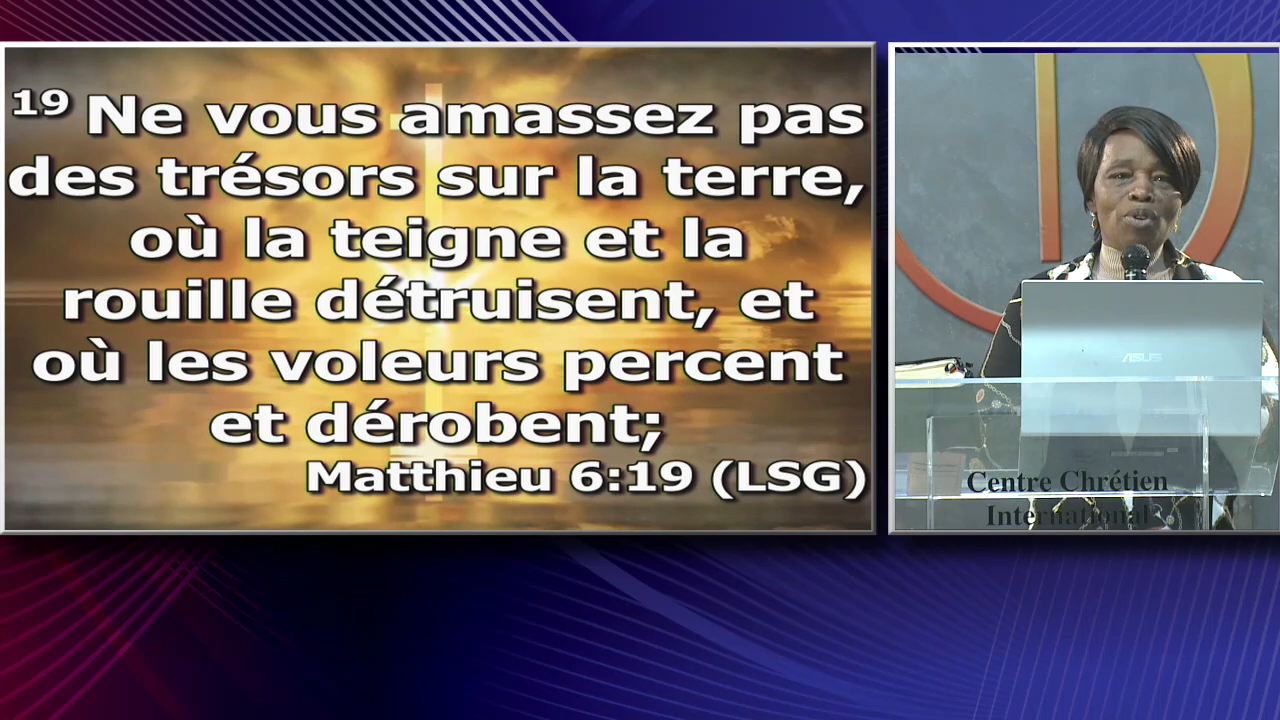 19 Ne vous amassez pas
des trésors sur la terre,
où la teigne et la
rouille détruisent, et
où les voleurs percent
et dérobent;
Matthieu 6:19 (LSG)
ASUS
Centre Chrétien
International